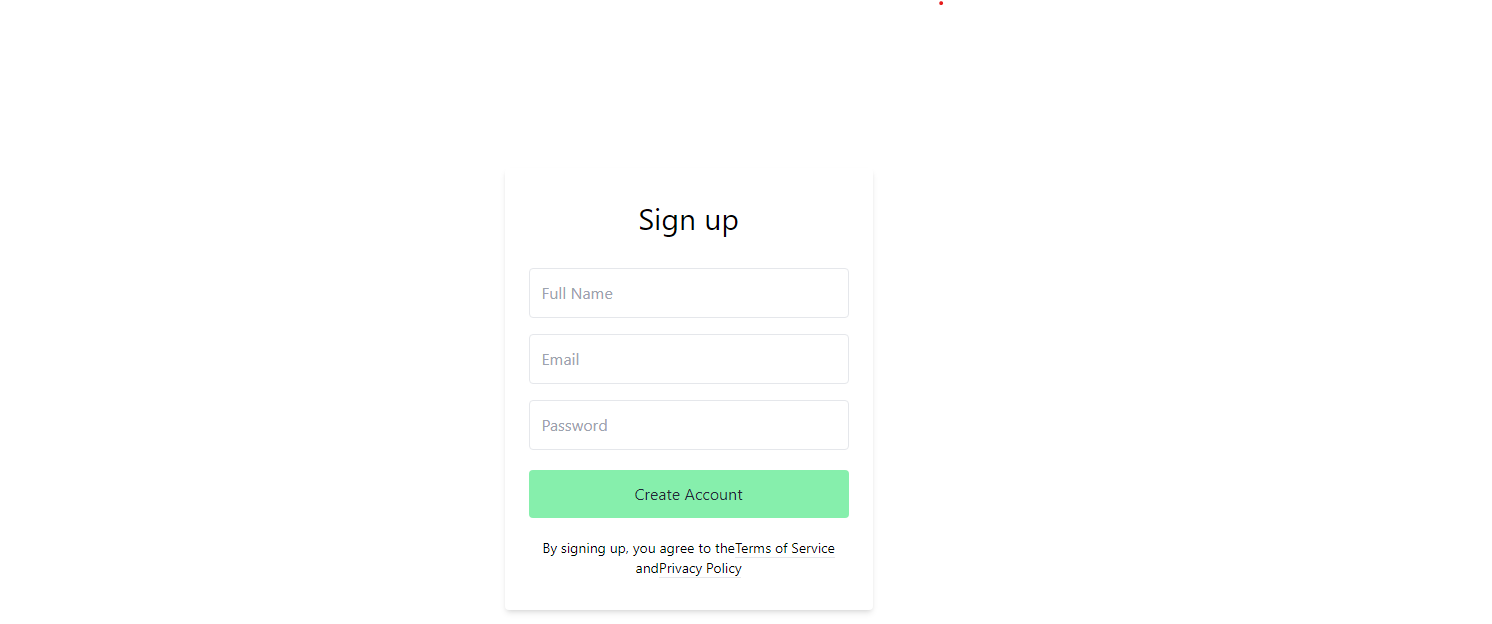 Sign up
Full Name
Email
Password
Create Account
By signing up, you agree to theTerms of Service
andPrivacy Policy